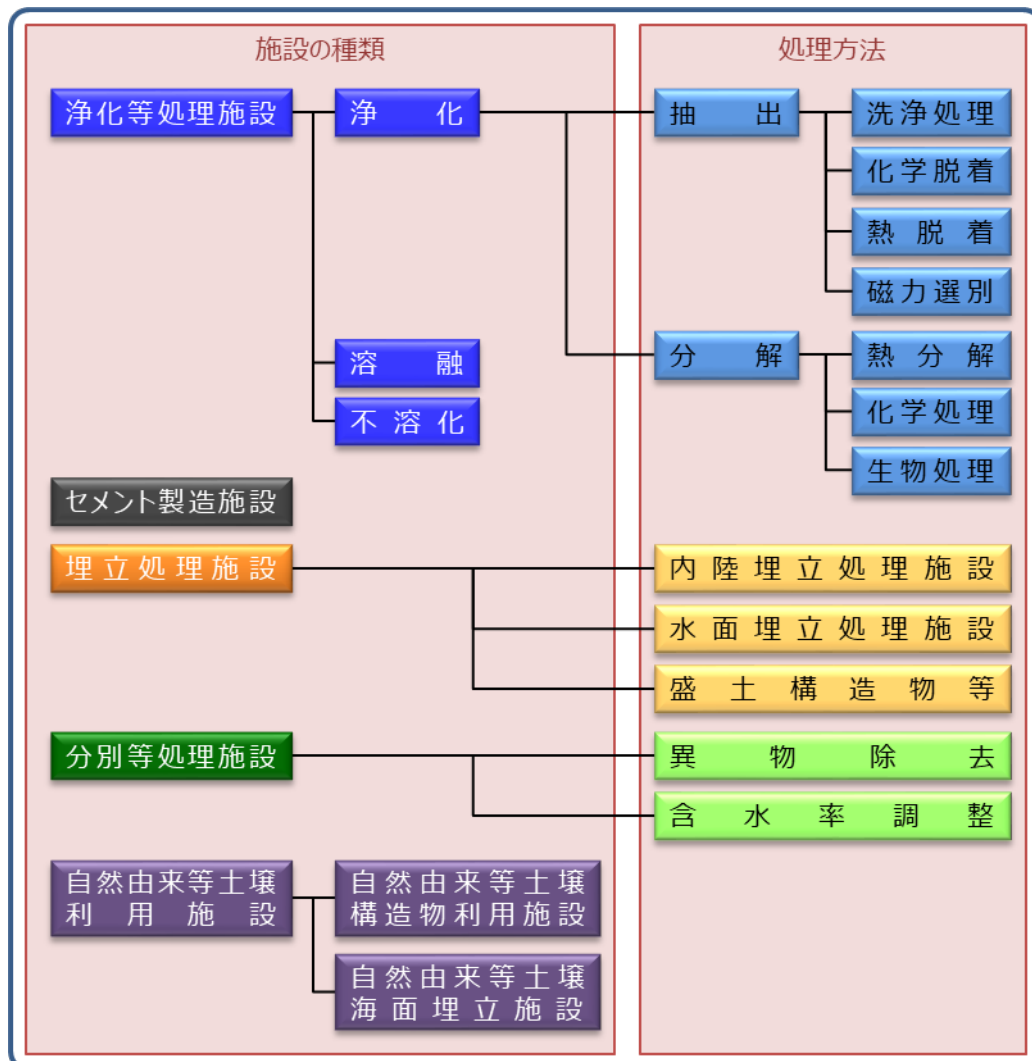 施設の種類
処理方法
浄化等処理施設
浄化
抽出
洗浄処理
化学脱着
熱脱着
磁力選別
溶融
分解
熱分解
不溶化
化学処理
生物処理
セメント製造施設
埋立処理施設
内陸埋立処理施設
水面埋立処理施設
盛土構造物等
分別等処理施設
異物除去
含水率調整
自然由来等土壌
利用施設
自然由来等土壌
構造物利用施設
自然由来等土壌
海面埋立施設